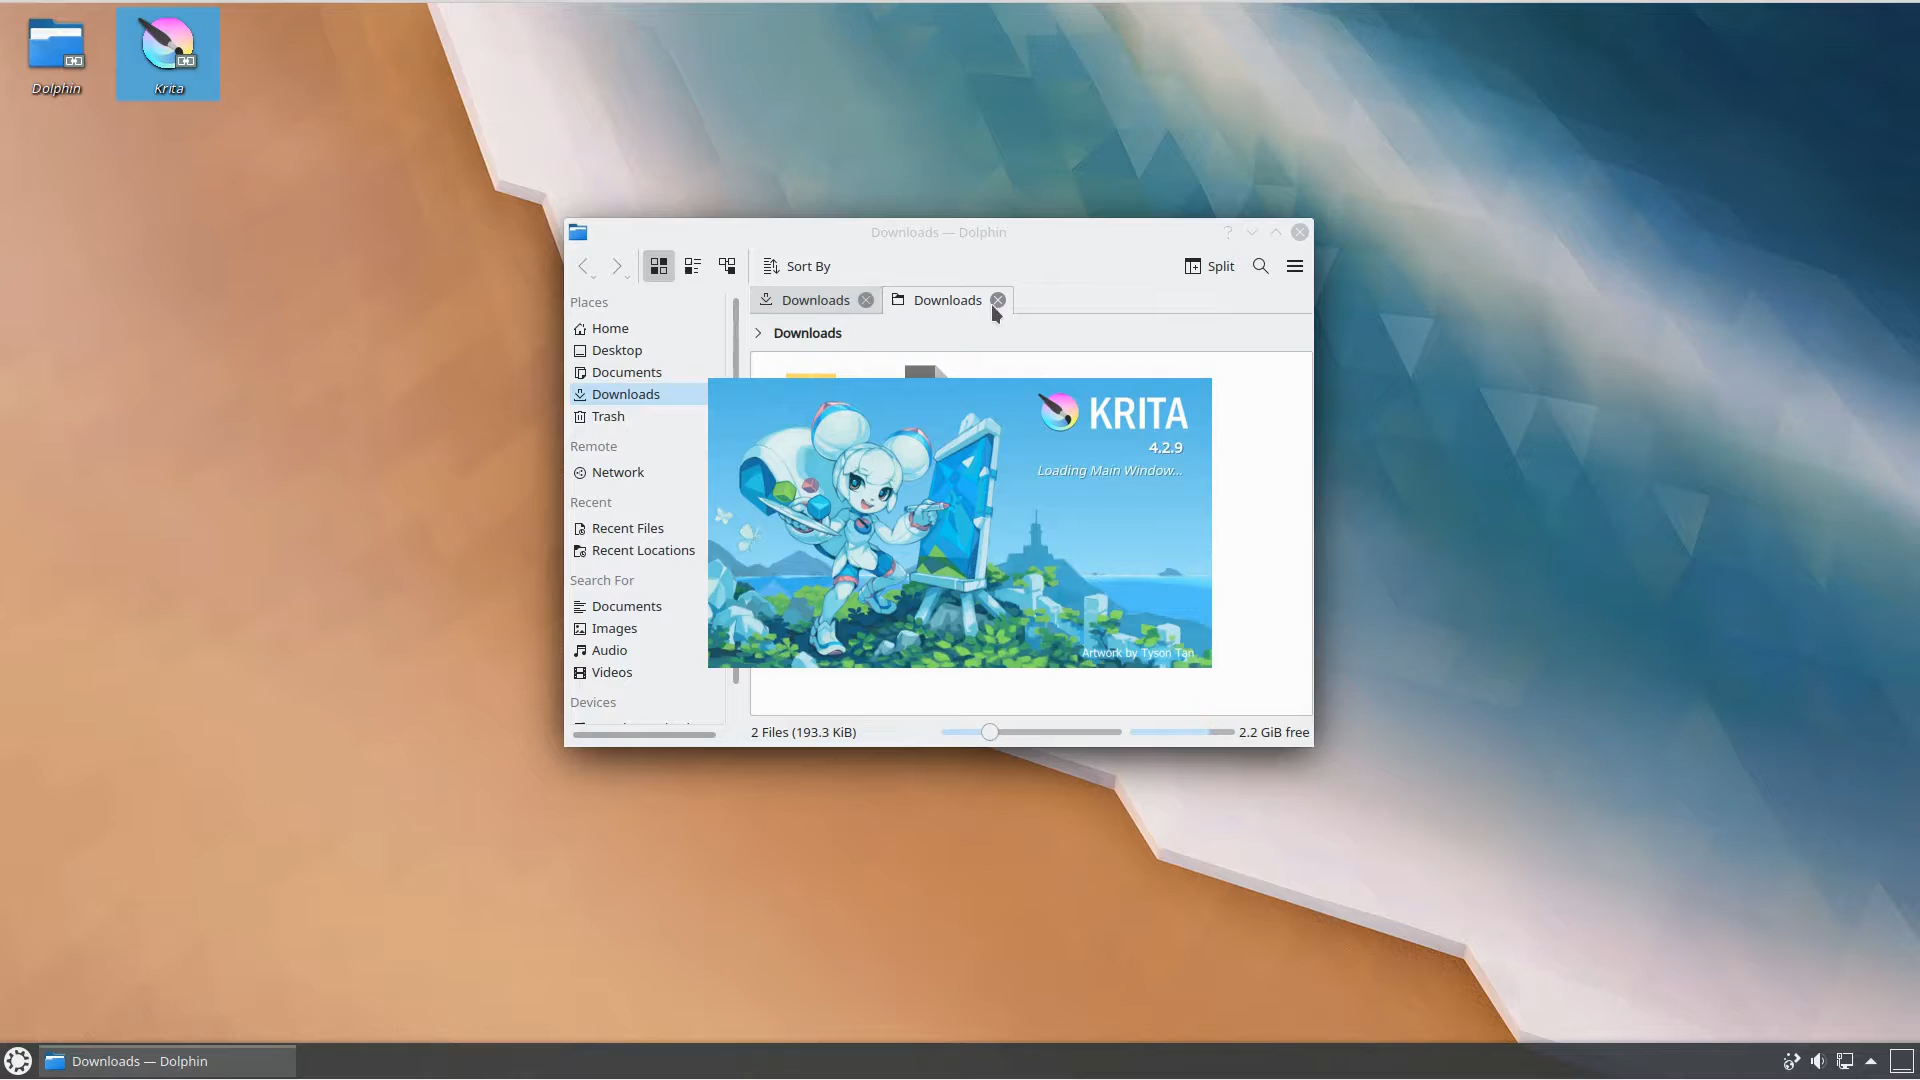 Dolphin
Krita
Downloads — Dolphin
Sort By
Split
Places
Home
Desktop
Documents
Downloads
Trash
Remote
Network
Recent
Recent Files
Recent Locations
Search For
Documents
Images
Audio
Videos
Devices
Downloads
Downloads
Downloads
KRITA
4.2.9
Loading Main Window...
Artwork by Tyson Tan
2 Files (193.3 KiB)
2.2 GiB free
Downloads — Dolphin